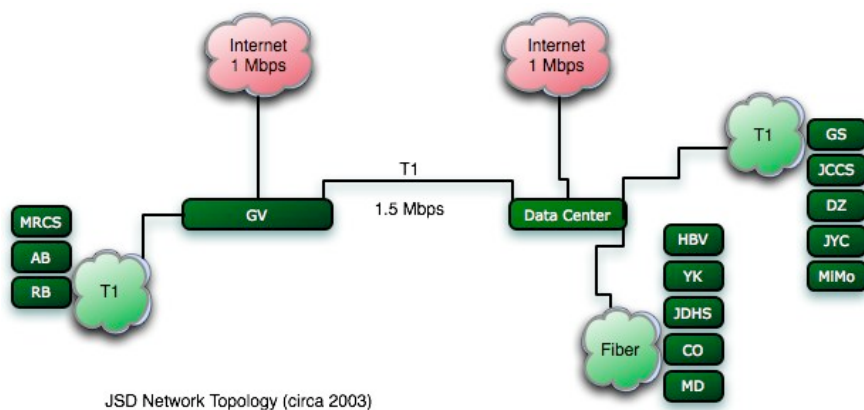 Internet
1 Mbps
Internet
1 Mbps
T1
GS
JCCS
DZ
JYC
MIMo
T1
1.5 Mbps
GV
Data Center
MRCS
AB
RB
T1
HBV
YK
JDHS
CO
MD
Fiber
JSD Network Topology (circa 2003)